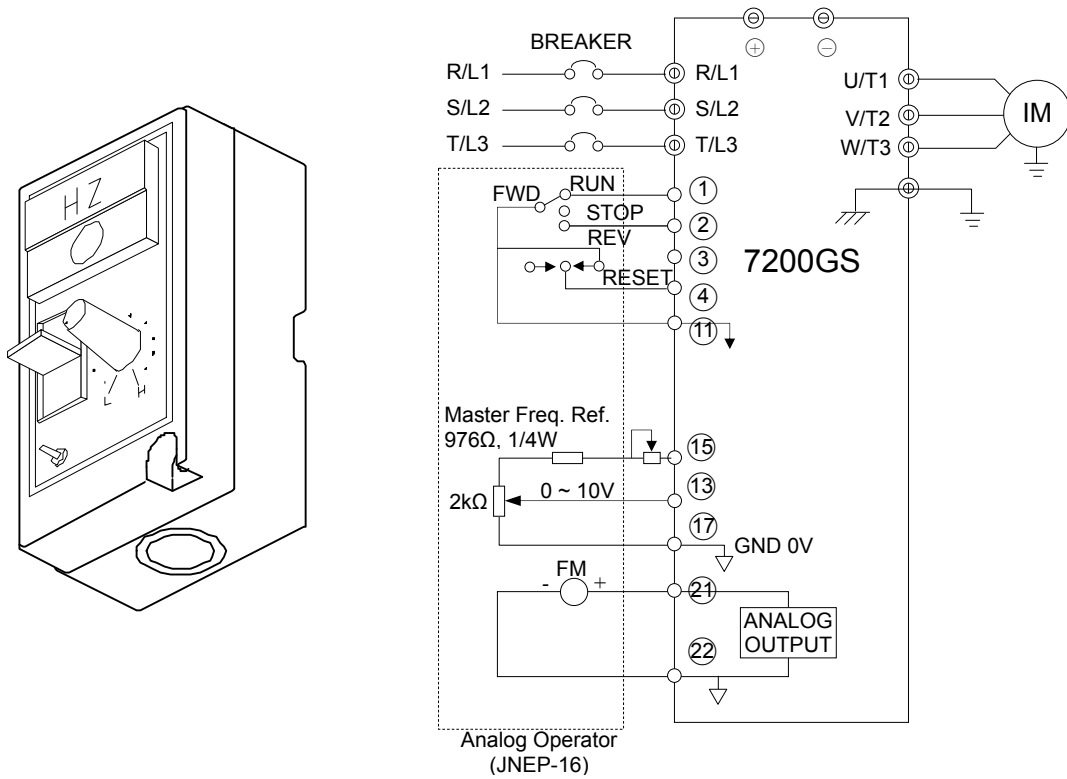 HZ
L H
BREAKER
R/L1 R/L1
S/L2 S/L2
T/L3 T/L3
+ −
U/T1
V/T2
W/T3
IM
FWD RUN 1
STOP 2
REV 3
RESET 4
11
7200GS
Master Freq. Ref.
976Ω, 1/4W
15
2kΩ 0 ~ 10V 13
17
GND 0V
FM
- + 21
ANALOG
OUTPUT
22
Analog Operator
(JNEP-16)